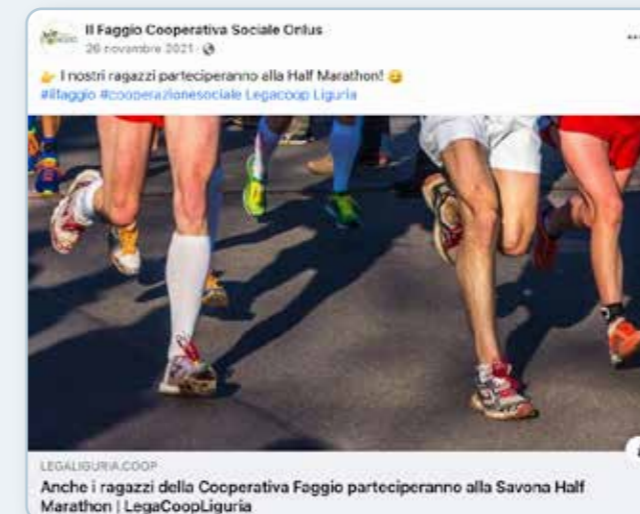 Il Faggio Cooperativa Sociale Onlus
26 novembre 2021
👉 I nostri ragazzi parteciperanno alla Half Marathon! 😊
#ilfaggio #cooperazionesociale Legacoop Liguria
LEGALIGURIA.COOP
Anche i ragazzi della Cooperativa Faggio parteciperanno alla Savona Half
Marathon | LegaCoopLiguria